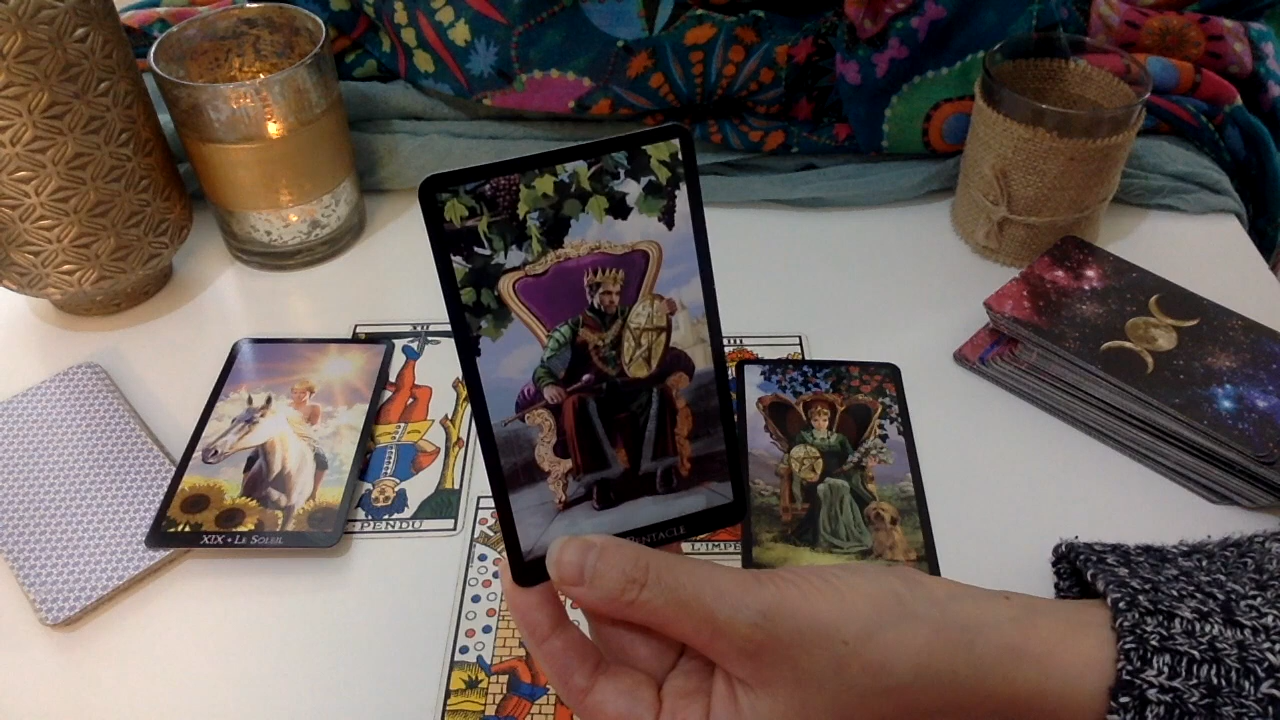 XII
III
PENTACLE
XIX • LE SOLEIL
PENDU
L'IMPE